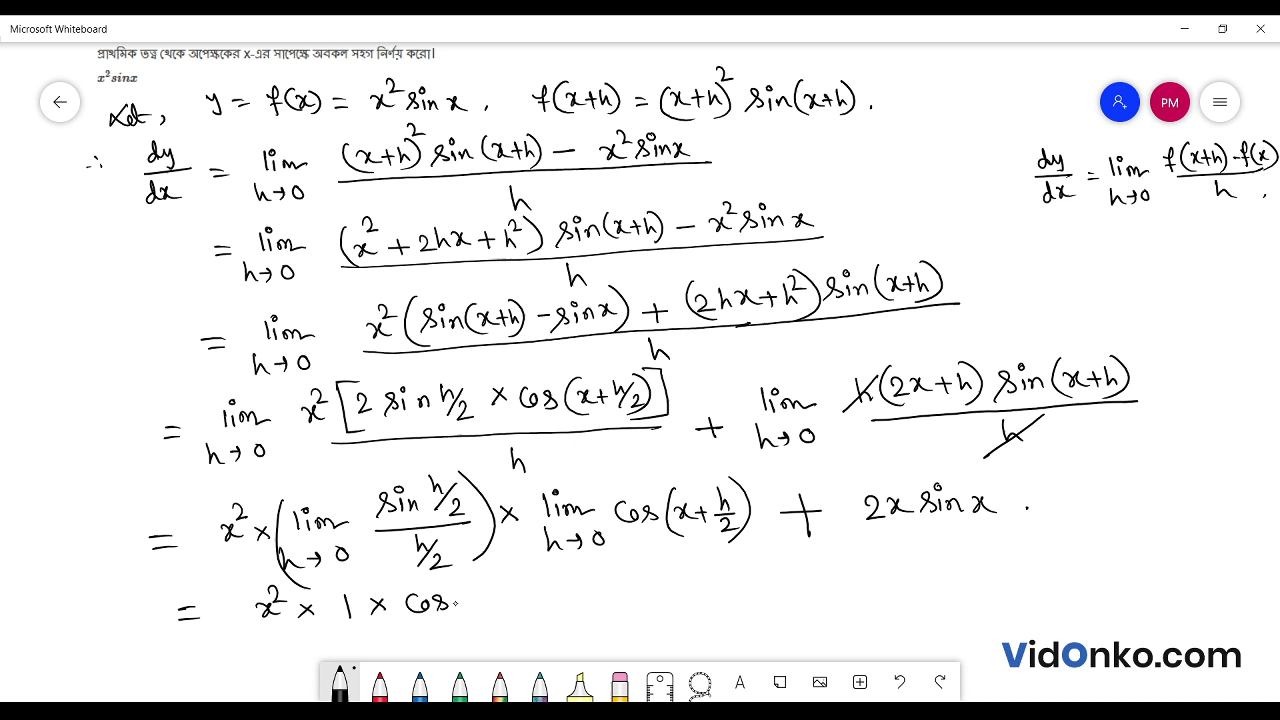 Microsoft Whiteboard
প্রাথমিক তত্ব থেকে অপেক্ষকের x-এর সাপেক্ষে অবকল সহগ নির্ণয় করো।
x² sinx
Let, y = f(x) = x² sin x . f(x+h) = (x+h)² sin(x+h) .
PM
∴ dy/dx = lim h→0 ((x+h)² sin(x+h) − x² sinx)/h
dy/dx = lim h→0 (f(x+h) - f(x))/h .
= lim h→0 ((x² + 2hx + h²) sin(x+h) − x² sin x)/h
= lim h→0 (x² (sin(x+h) − sin x) + (2hx + h²) sin(x+h))/h
= lim h→0 x² [2 sin h/2 × cos(x+h/2)]/h + lim h→0 h(2x+h) sin(x+h)/h
= x² × (lim h→0 (sin h/2)/(h/2)) × lim h→0 cos(x + h/2) + 2x sin x .
= x² × 1 × cos
VidOnko.com
A